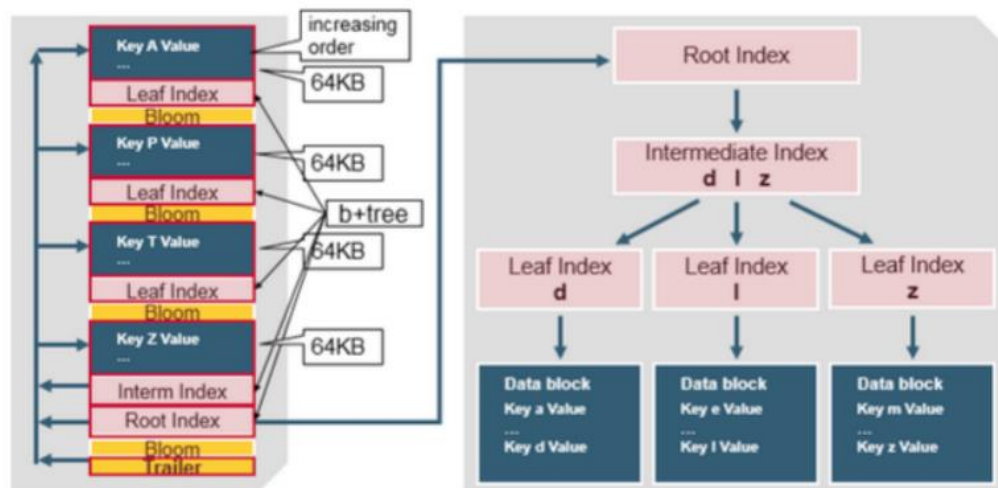 Key A Value
...
Leaf Index
Bloom
Key P Value
...
Leaf Index
Bloom
Key T Value
...
Leaf Index
Bloom
Key Z Value
...
Interm Index
Root Index
Bloom
Trailer
increasing
order
64KB
64KB
b+tree
64KB
64KB
Root Index
Intermediate Index
d l z
Leaf Index
d
Leaf Index
l
Leaf Index
z
Data block
Key a Value
...
Key d Value
Data block
Key e Value
...
Key l Value
Data block
Key m Value
...
Key z Value